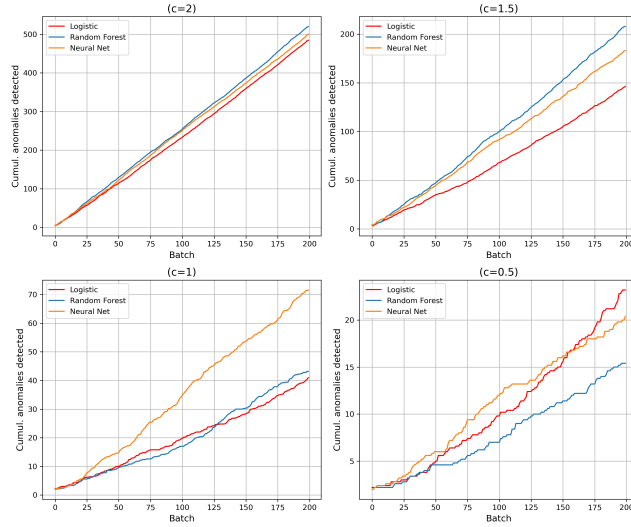 (c=2)
Cumul. anomalies detected
500
400
300
200
100
0
Logistic
Random Forest
Neural Net
0 25 50 75 100 125 150 175 200
Batch
(c=1.5)
Cumul. anomalies detected
200
150
100
50
0
Logistic
Random Forest
Neural Net
0 25 50 75 100 125 150 175 200
Batch
(c=1)
Cumul. anomalies detected
70
60
50
40
30
20
10
0
Logistic
Random Forest
Neural Net
0 25 50 75 100 125 150 175 200
Batch
(c=0.5)
Cumul. anomalies detected
20
15
10
5
Logistic
Random Forest
Neural Net
0 25 50 75 100 125 150 175 200
Batch